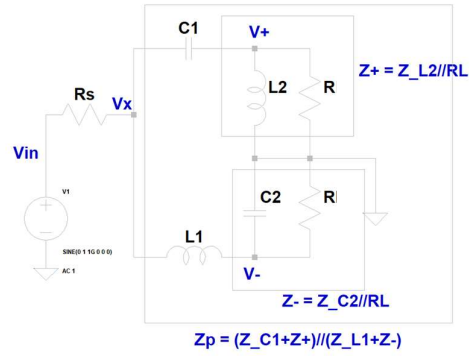 C1
V+
L2
R
Z+ = Z_L2//RL
Rs
Vx
Vin
V1
SINE(0 1 1G 0 0 0)
AC 1
C2
R
L1
V-
Z- = Z_C2//RL
Zp = (Z_C1+Z+)//(Z_L1+Z-)